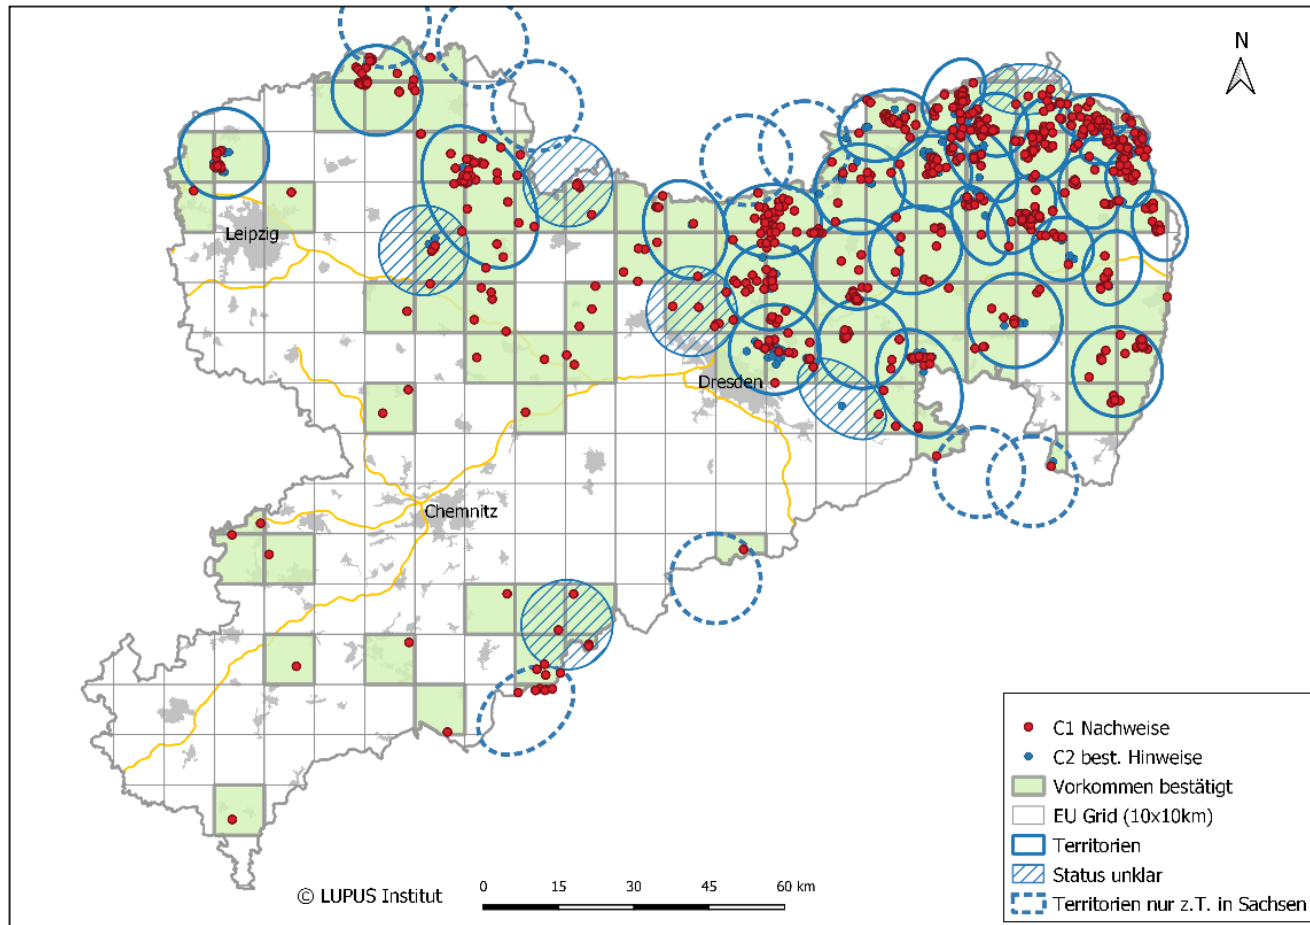 N
Leipzig
Dresden
Chemnitz
C1 Nachweise
C2 best. Hinweise
Vorkommen bestätigt
EU Grid (10x10km)
Territorien
Status unklar
Territorien nur z.T. in Sachsen
© LUPUS Institut
0 15 30 45 60 km